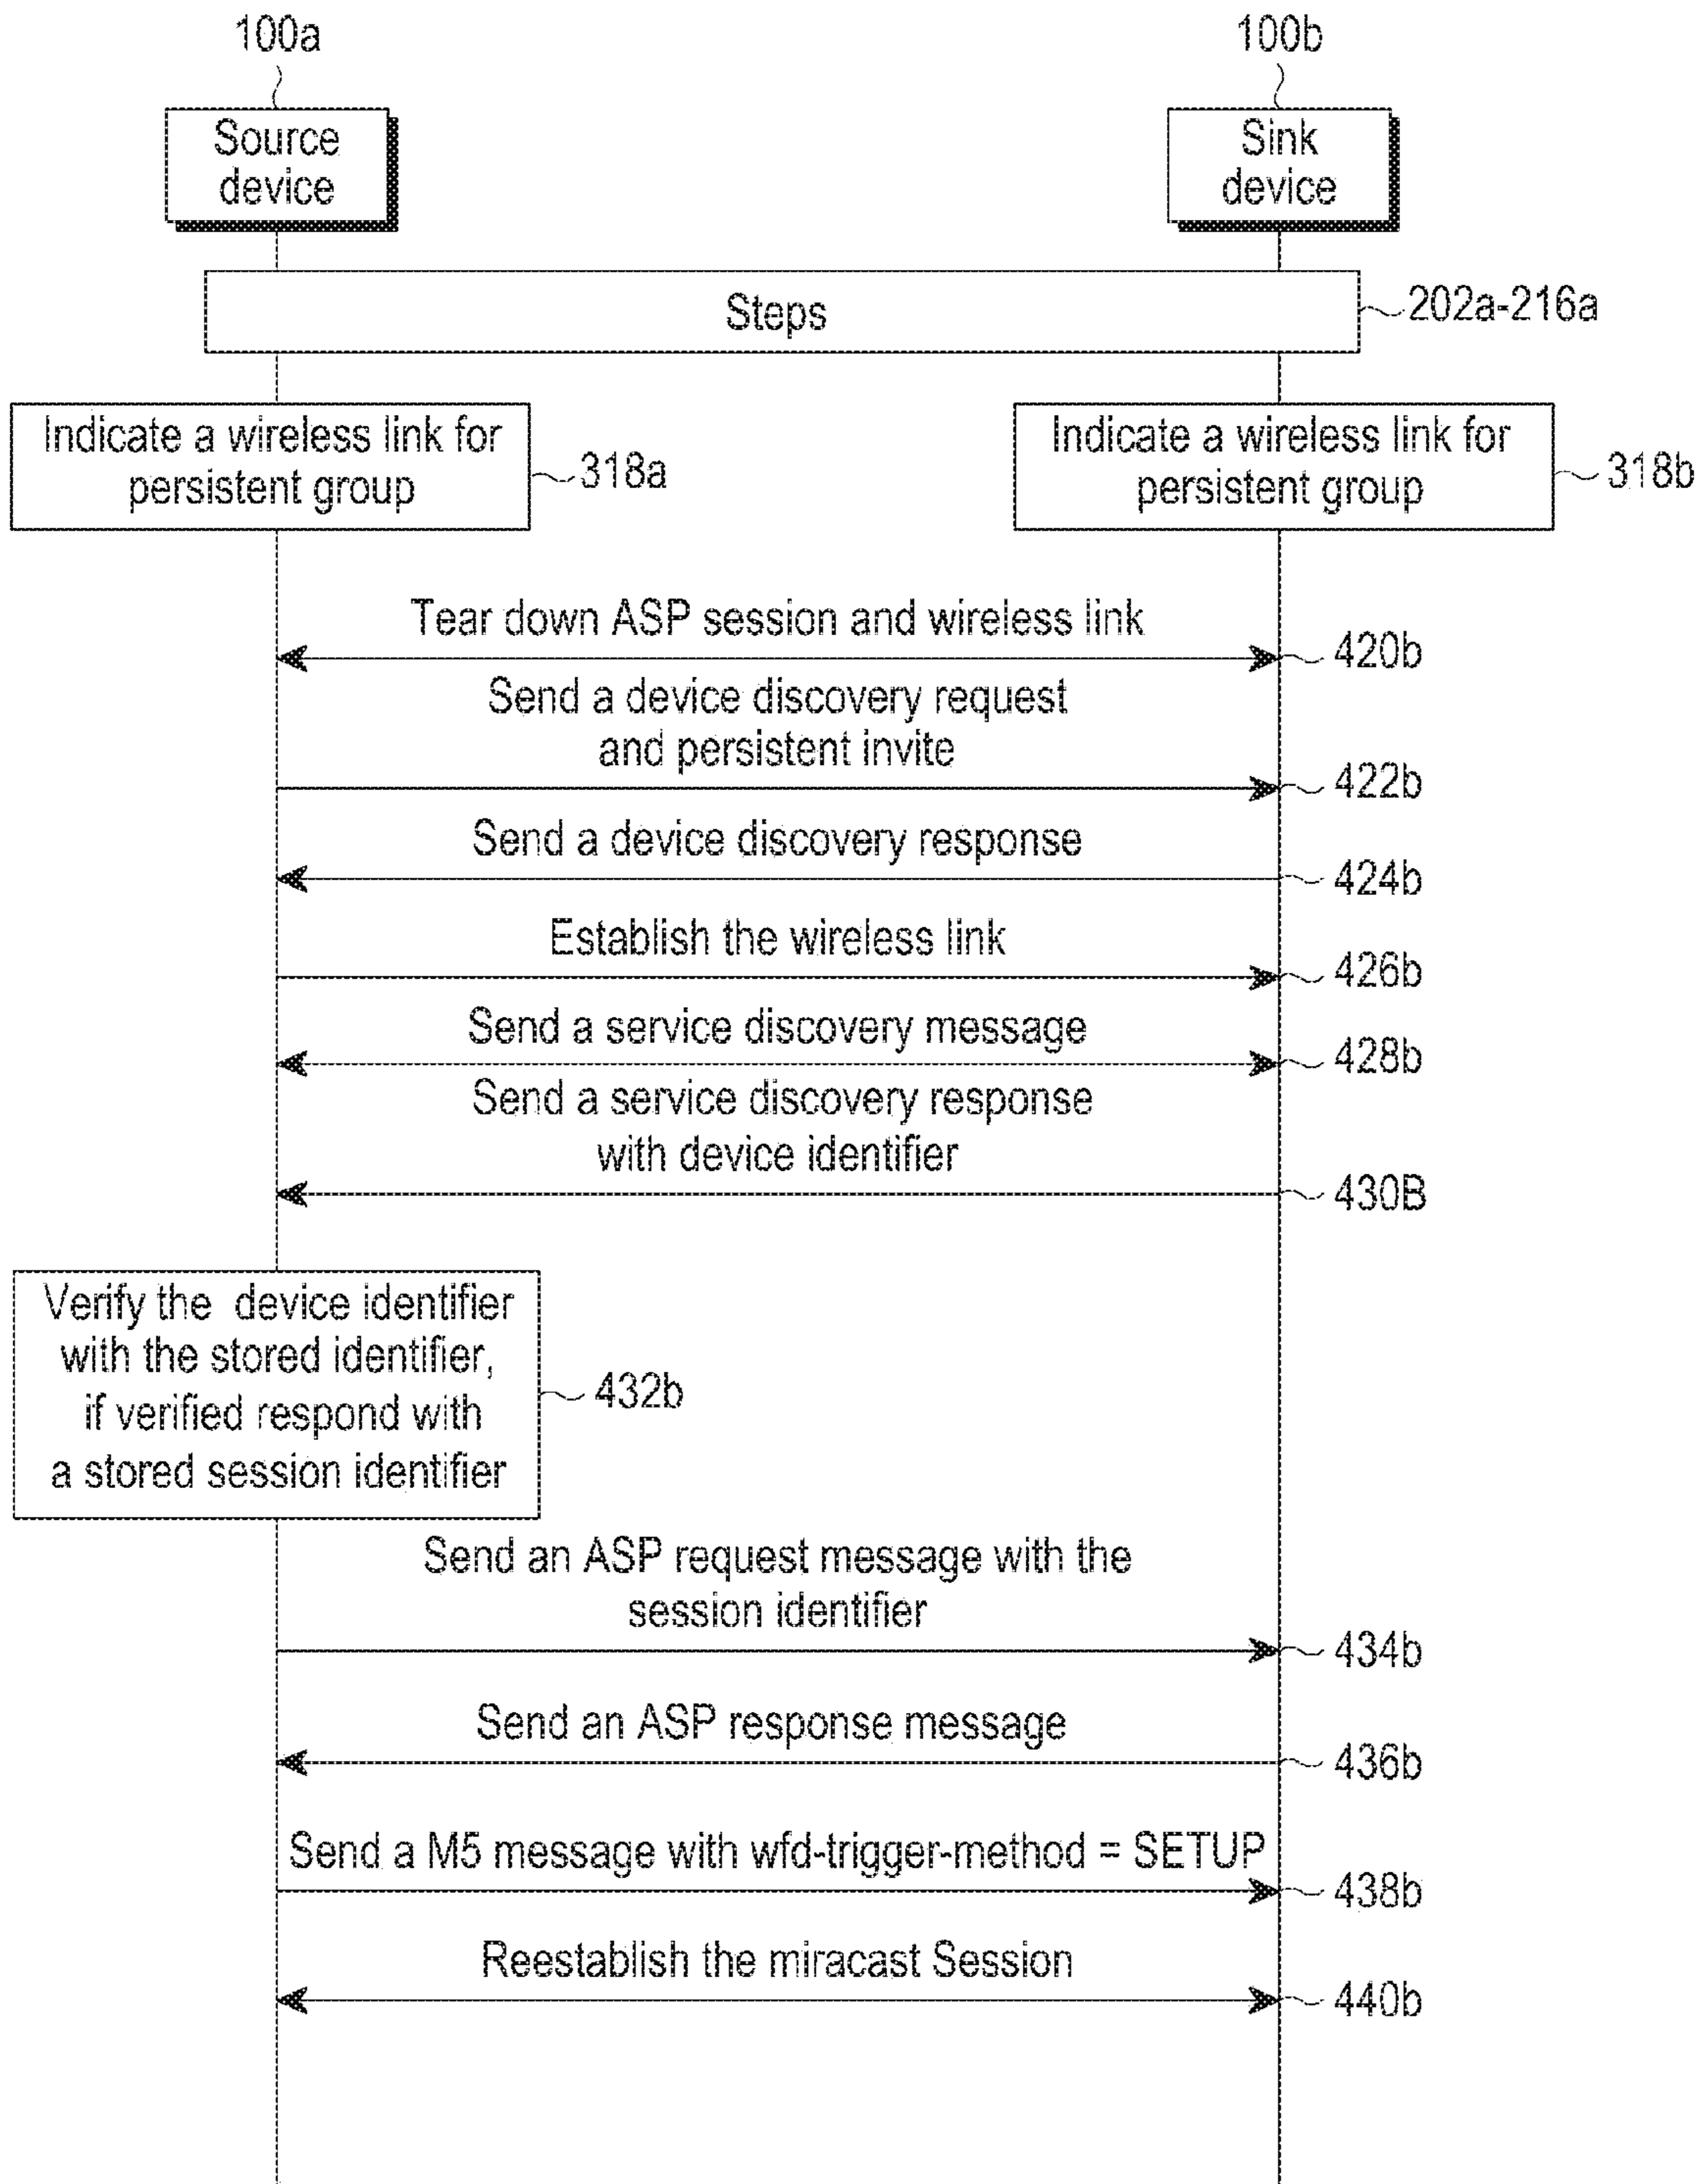 100a
100b
Source
device
Sink
device
Steps
202a-216a
Indicate a wireless link for
persistent group
318a
Indicate a wireless link for
persistent group
318b
Tear down ASP session and wireless link
420b
Send a device discovery request
and persistent invite
422b
Send a device discovery response
424b
Establish the wireless link
426b
Send a service discovery message
428b
Send a service discovery response
with device identifier
430B
Verify the device identifier
with the stored identifier,
if verified respond with
a stored session identifier
432b
Send an ASP request message with the
session identifier
434b
Send an ASP response message
436b
Send a M5 message with wfd-trigger-method = SETUP
438b
Reestablish the miracast Session
440b